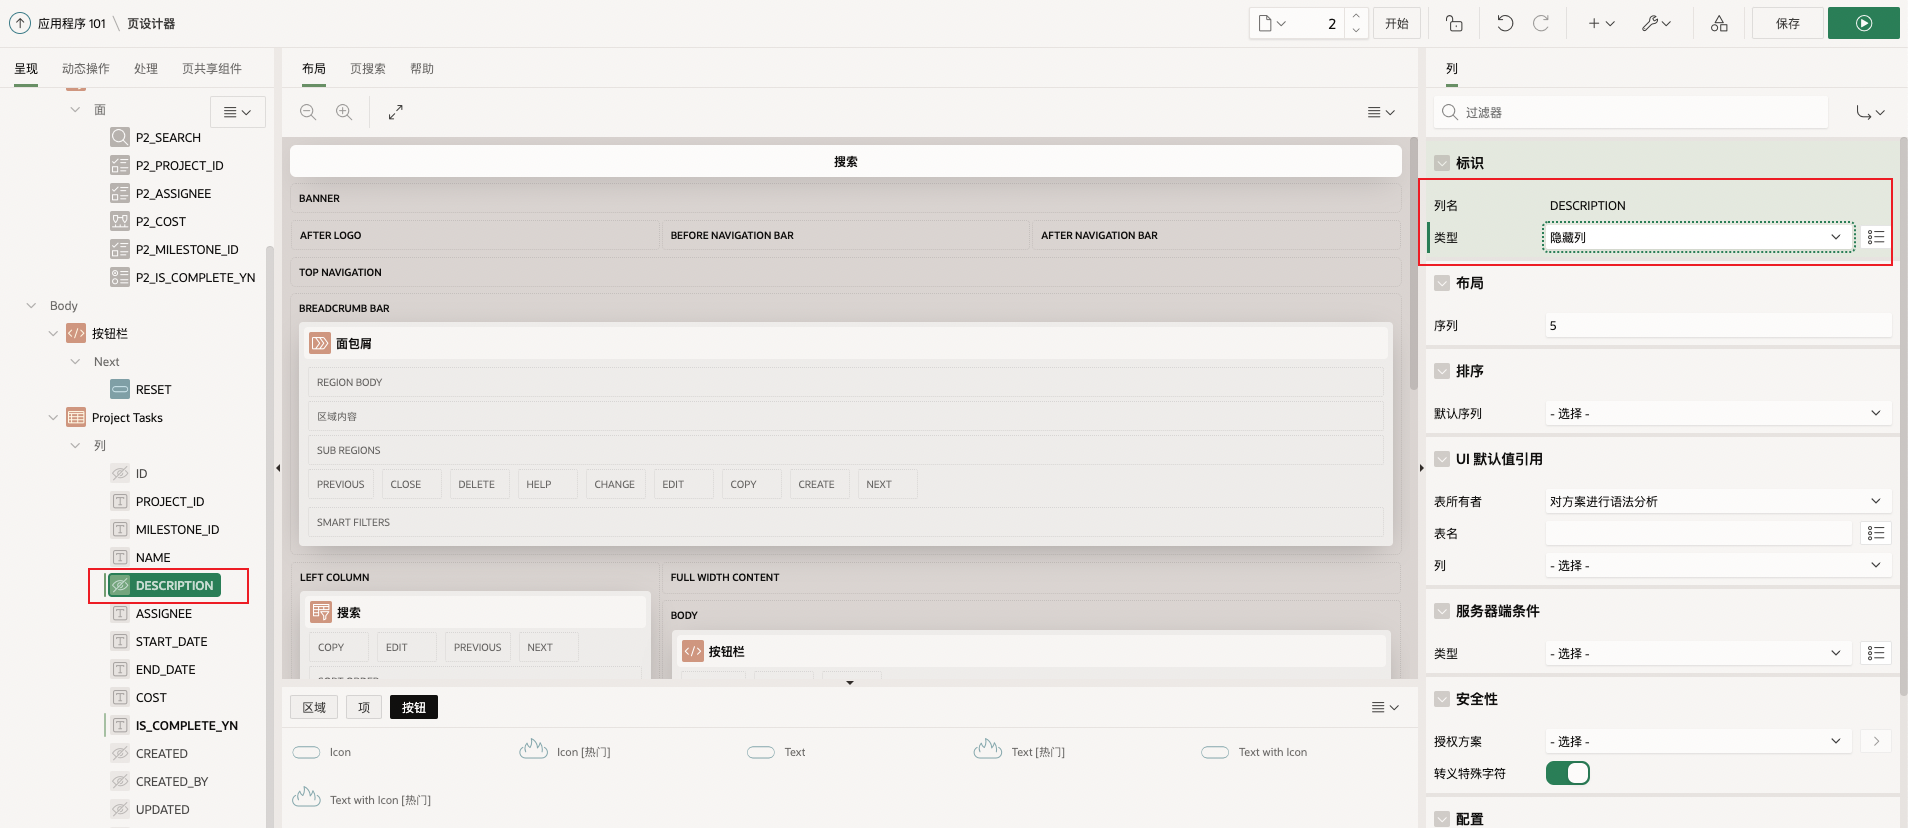 应用程序 101 \ 页设计器
2
开始
保存
呈现 动态操作 处理 页共享组件
面
P2_SEARCH
P2_PROJECT_ID
P2_ASSIGNEE
P2_COST
P2_MILESTONE_ID
P2_IS_COMPLETE_YN
Body
按钮栏
Next
RESET
Project Tasks
列
ID
PROJECT_ID
MILESTONE_ID
NAME
DESCRIPTION
ASSIGNEE
START_DATE
END_DATE
COST
IS_COMPLETE_YN
CREATED
CREATED_BY
UPDATED
布局 页搜索 帮助
搜索
BANNER
AFTER LOGO BEFORE NAVIGATION BAR AFTER NAVIGATION BAR
TOP NAVIGATION
BREADCRUMB BAR
面包屑
REGION BODY
区域内容
SUB REGIONS
PREVIOUS CLOSE DELETE HELP CHANGE EDIT COPY CREATE NEXT
SMART FILTERS
LEFT COLUMN
搜索
COPY EDIT PREVIOUS NEXT
FULL WIDTH CONTENT
BODY
按钮栏
区域 项 按钮
Icon Icon [热门] Text Text [热门] Text with Icon
Text with Icon [热门]
列
过滤器
标识
列名 DESCRIPTION
类型 隐藏列
布局
序列 5
排序
默认序列 - 选择 -
UI 默认值引用
表所有者 对方案进行语法分析
表名
列 - 选择 -
服务器端条件
类型 - 选择 -
安全性
授权方案 - 选择 -
转义特殊字符
配置